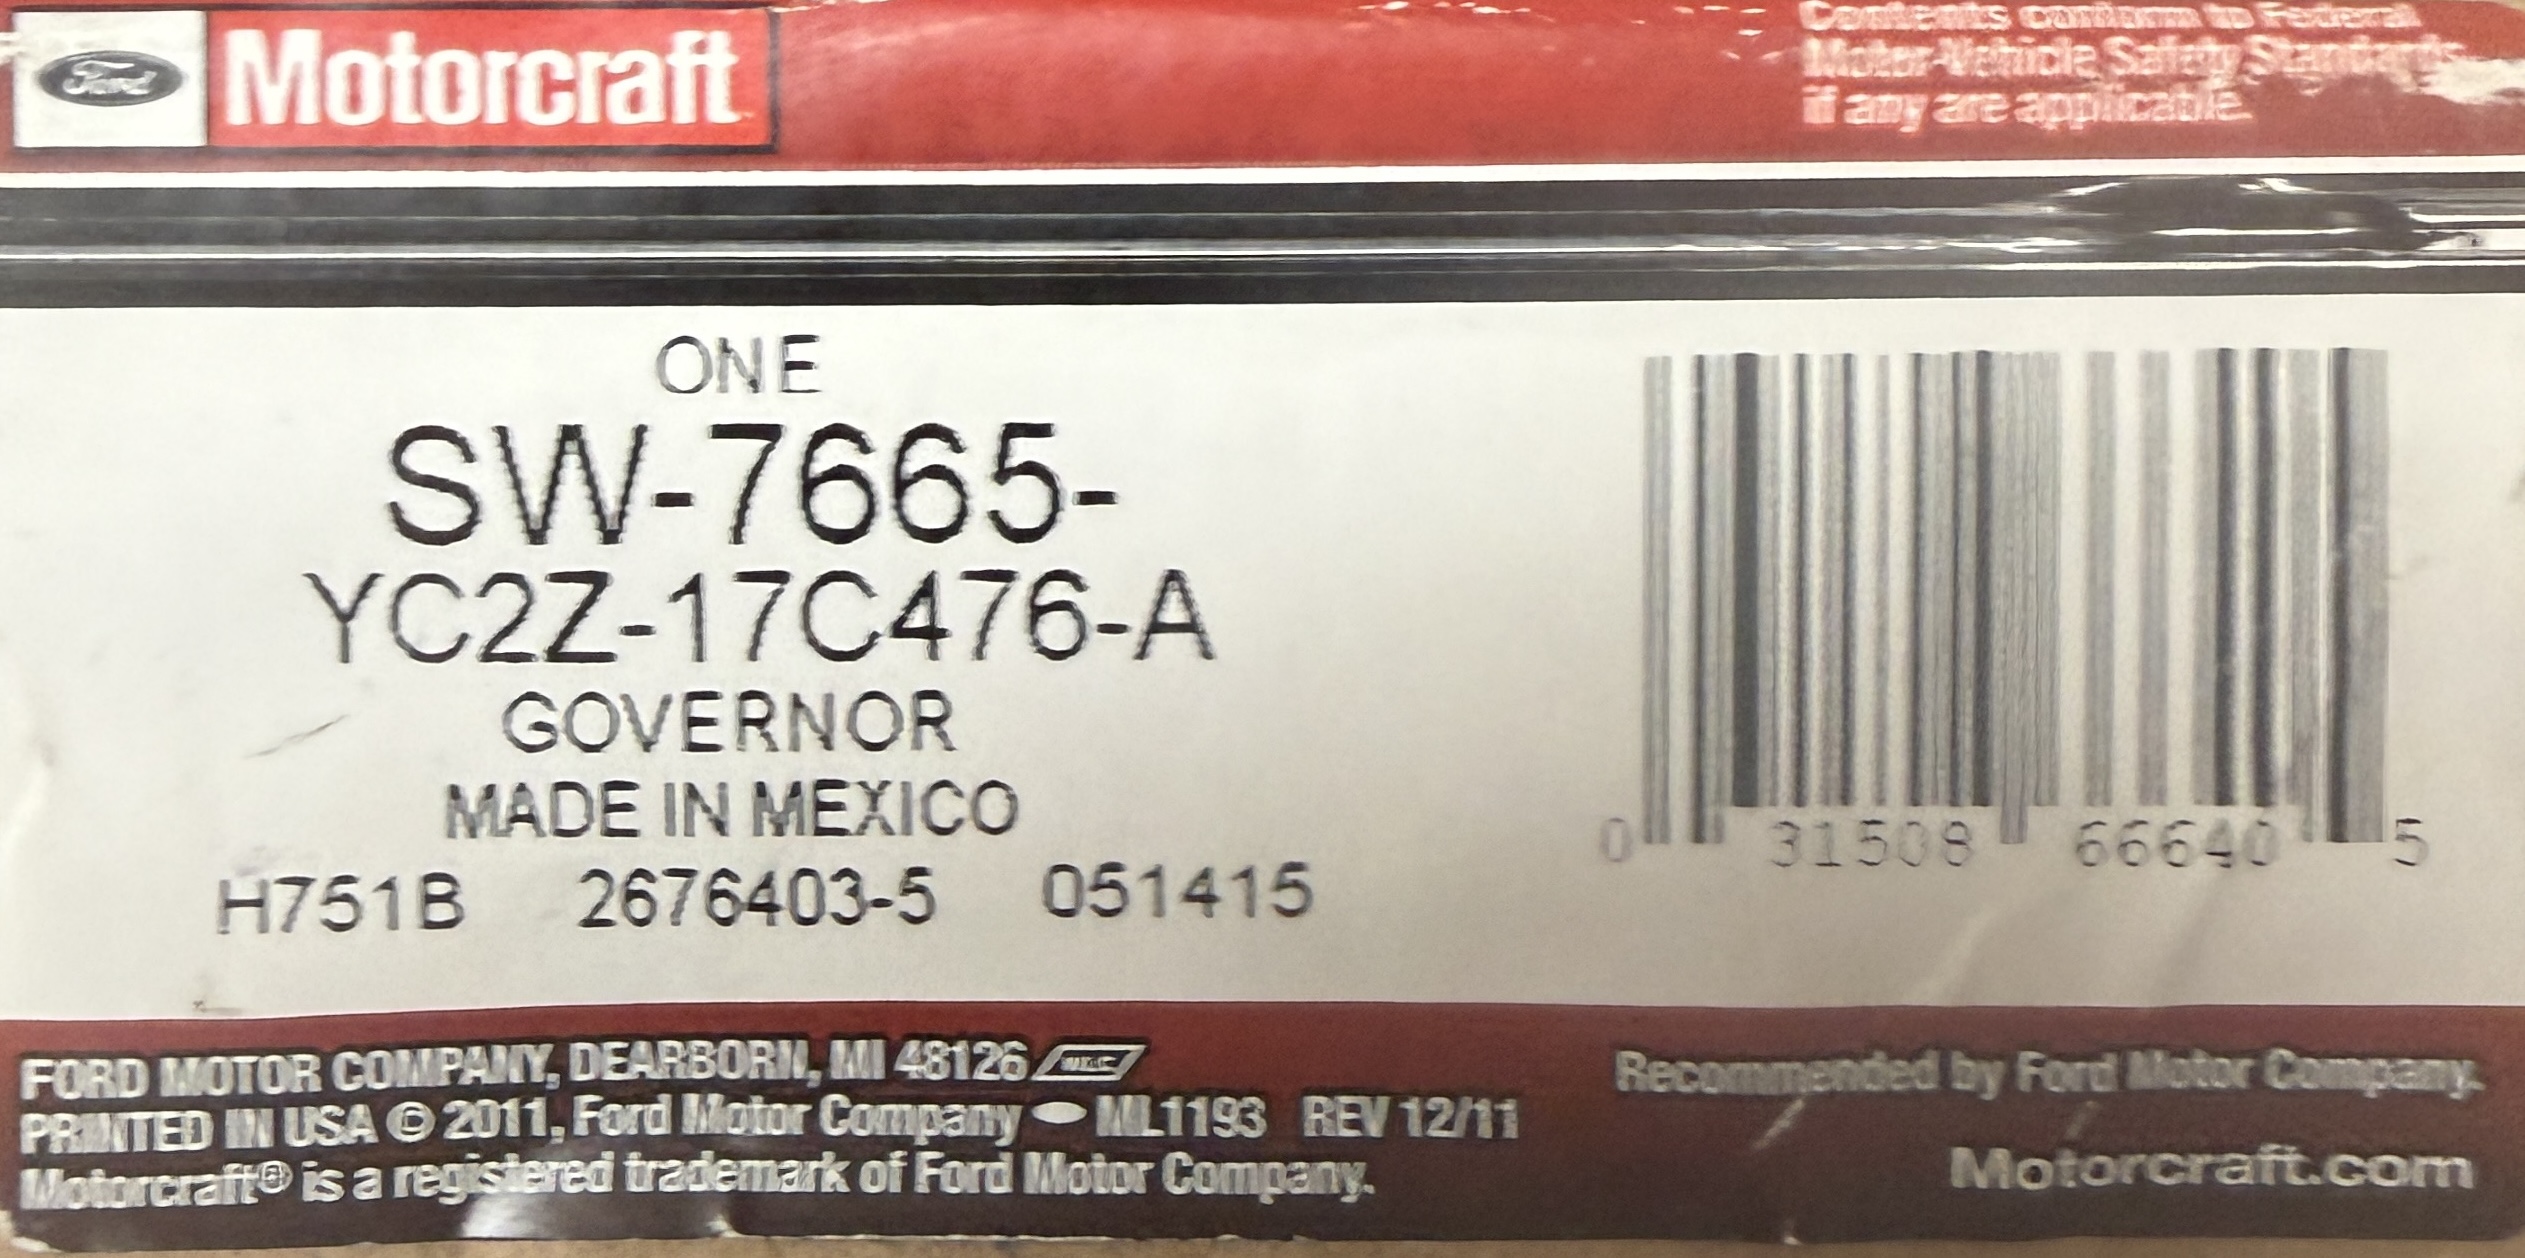 Ford Motorcraft
Contents conform to Federal
Motor Vehicle Safety Standards
if any are applicable.
ONE
SW-7665-
YC2Z-17C476-A
GOVERNOR
MADE IN MEXICO
H751B 2676403-5 051415
0 31508 66640 5
FORD MOTOR COMPANY, DEARBORN, MI 48126
PRINTED IN USA © 2011, Ford Motor Company • ML1193 REV 12/11
Motorcraft® is a registered trademark of Ford Motor Company.
Recommended by Ford Motor Company.
Motorcraft.com